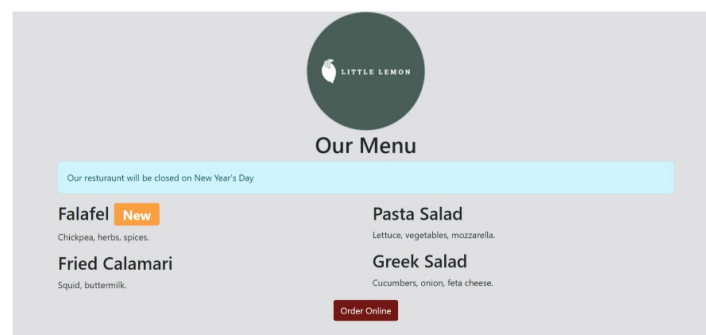 LITTLE LEMON
Our Menu
Our resturaunt will be closed on New Year's Day
Falafel New
Chickpea, herbs, spices.
Fried Calamari
Squid, buttermilk.
Pasta Salad
Lettuce, vegetables, mozzarella.
Greek Salad
Cucumbers, onion, feta cheese.
Order Online